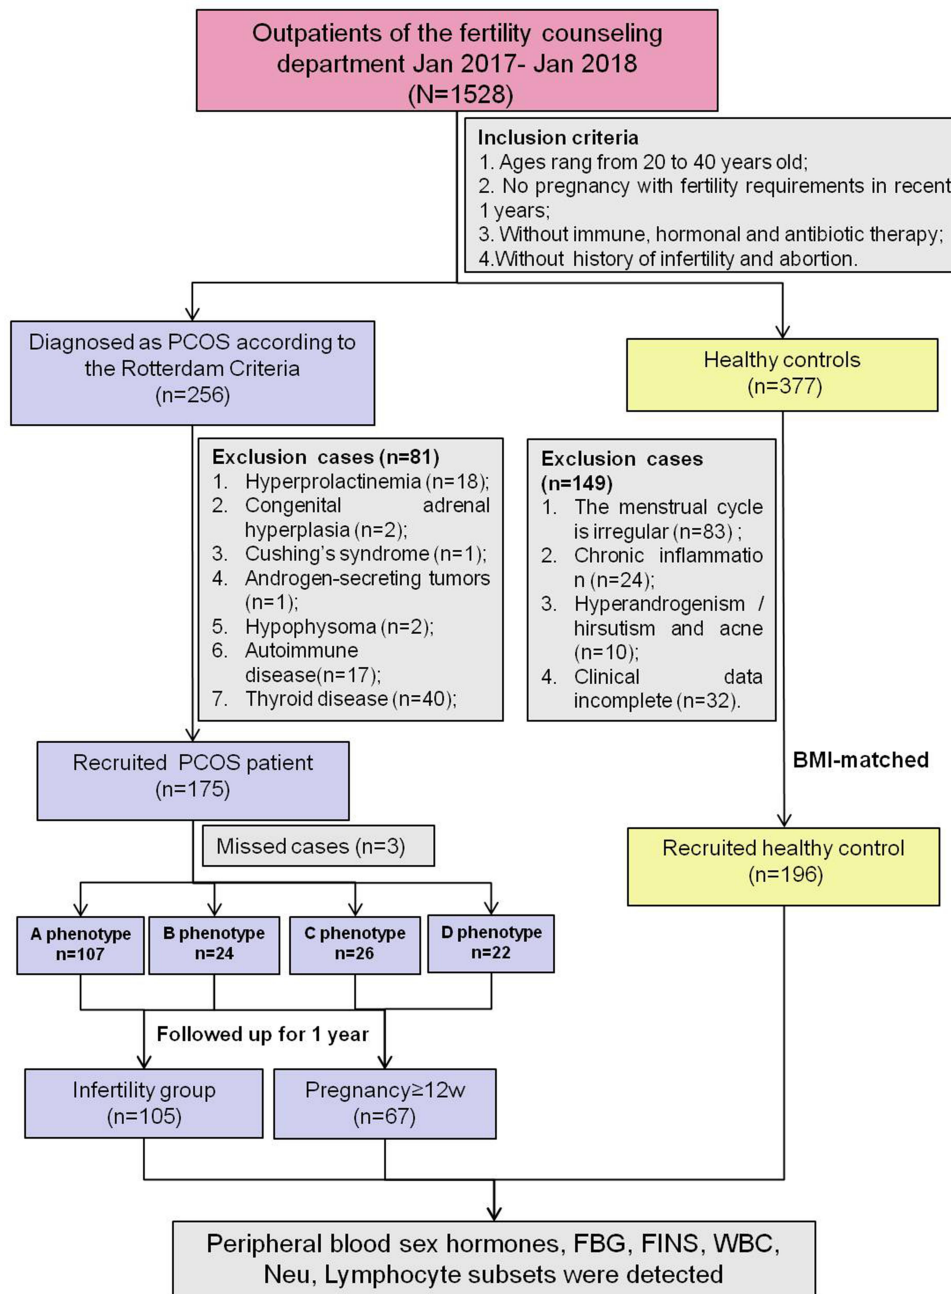 Outpatients of the fertility counseling
department Jan 2017- Jan 2018
(N=1528)
Inclusion criteria
1. Ages rang from 20 to 40 years old;
2. No pregnancy with fertility requirements in recent
1 years;
3. Without immune, hormonal and antibiotic therapy;
4.Without history of infertility and abortion.
Diagnosed as PCOS according to
the Rotterdam Criteria
(n=256)
Healthy controls
(n=377)
Exclusion cases (n=81)
1. Hyperprolactinemia (n=18);
2. Congenital adrenal
hyperplasia (n=2);
3. Cushing's syndrome (n=1);
4. Androgen-secreting tumors
(n=1);
5. Hypophysoma (n=2);
6. Autoimmune
disease(n=17);
7. Thyroid disease (n=40);
Exclusion cases
(n=149)
1. The menstrual cycle
is irregular (n=83) ;
2. Chronic inflammatio
n (n=24);
3. Hyperandrogenism /
hirsutism and acne
(n=10);
4. Clinical data
incomplete (n=32).
Recruited PCOS patient
(n=175)
BMI-matched
Missed cases (n=3)
Recruited healthy control
(n=196)
A phenotype
n=107
B phenotype
n=24
C phenotype
n=26
D phenotype
n=22
Followed up for 1 year
Infertility group
(n=105)
Pregnancy≥12w
(n=67)
Peripheral blood sex hormones, FBG, FINS, WBC,
Neu, Lymphocyte subsets were detected